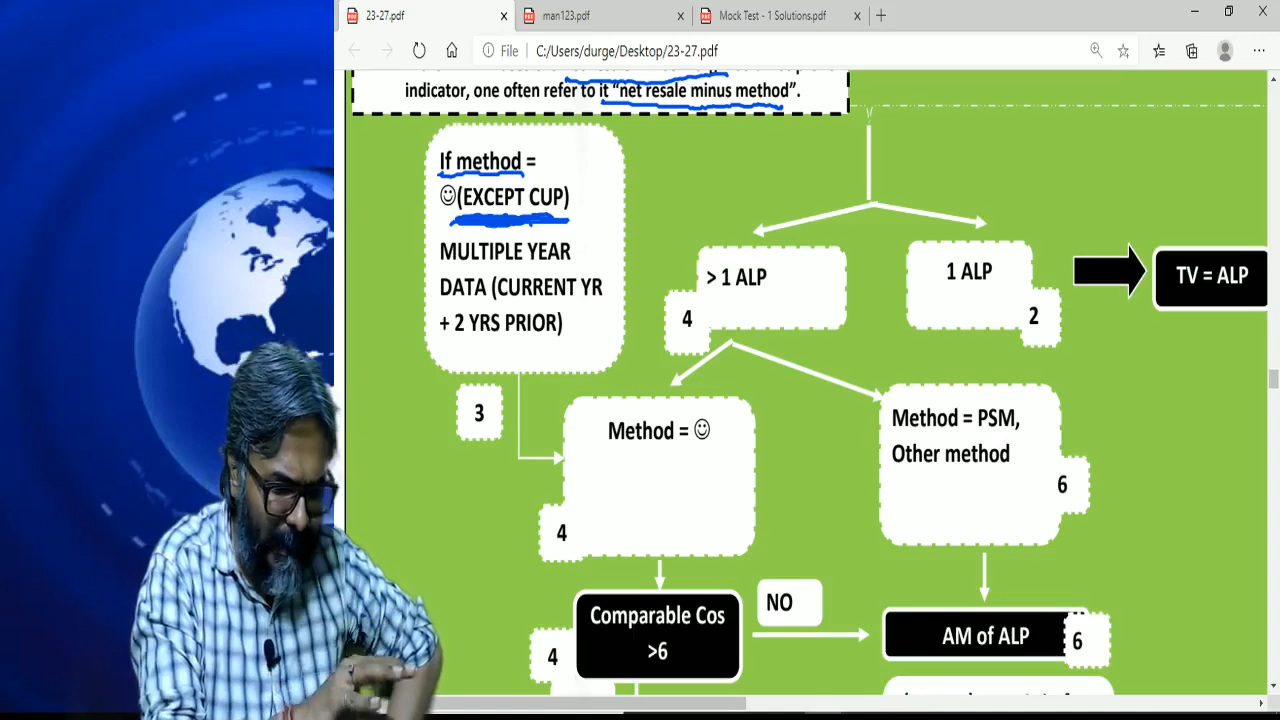 23-27.pdf
man123.pdf
Mock Test - 1 Solutions.pdf
File
C:/Users/durge/Desktop/23-27.pdf
indicator, one often refer to it “net resale minus method”.
If method =
☺(EXCEPT CUP)
MULTIPLE YEAR
DATA (CURRENT YR
+ 2 YRS PRIOR)
3
> 1 ALP
4
1 ALP
2
TV = ALP
Method = ☺
4
Method = PSM,
Other method
6
Comparable Cos
>6
4
NO
AM of ALP
6